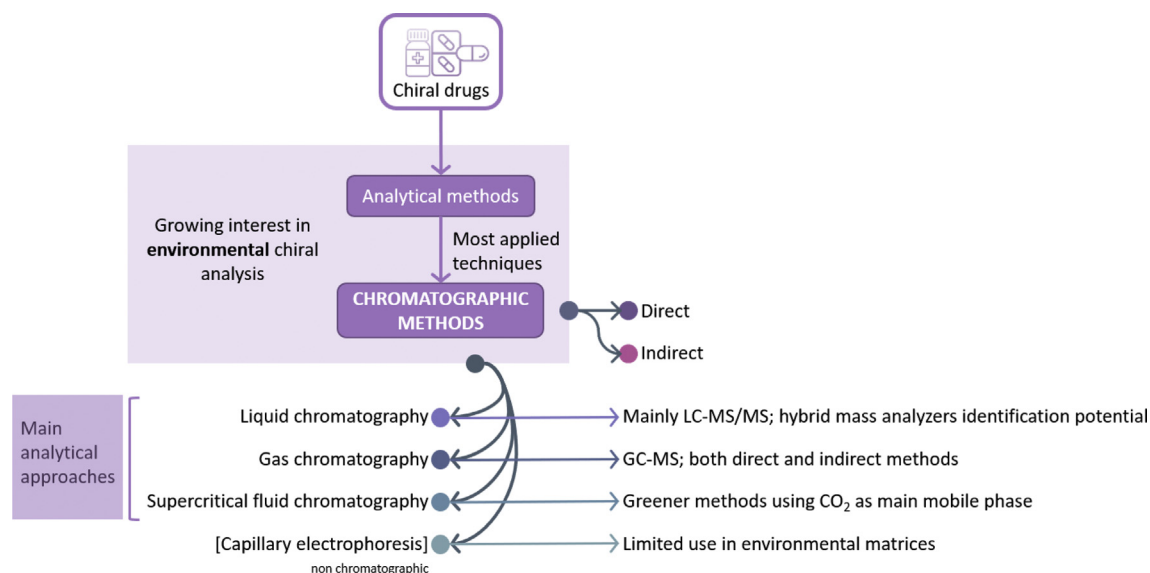 Chiral drugs
Analytical methods
Growing interest in
environmental chiral
analysis
Most applied
techniques
CHROMATOGRAPHIC
METHODS
Direct
Indirect
Main
analytical
approaches
Liquid chromatography
Mainly LC-MS/MS; hybrid mass analyzers identification potential
Gas chromatography
GC-MS; both direct and indirect methods
Supercritical fluid chromatography
Greener methods using CO₂ as main mobile phase
[Capillary electrophoresis]
non chromatographic
Limited use in environmental matrices